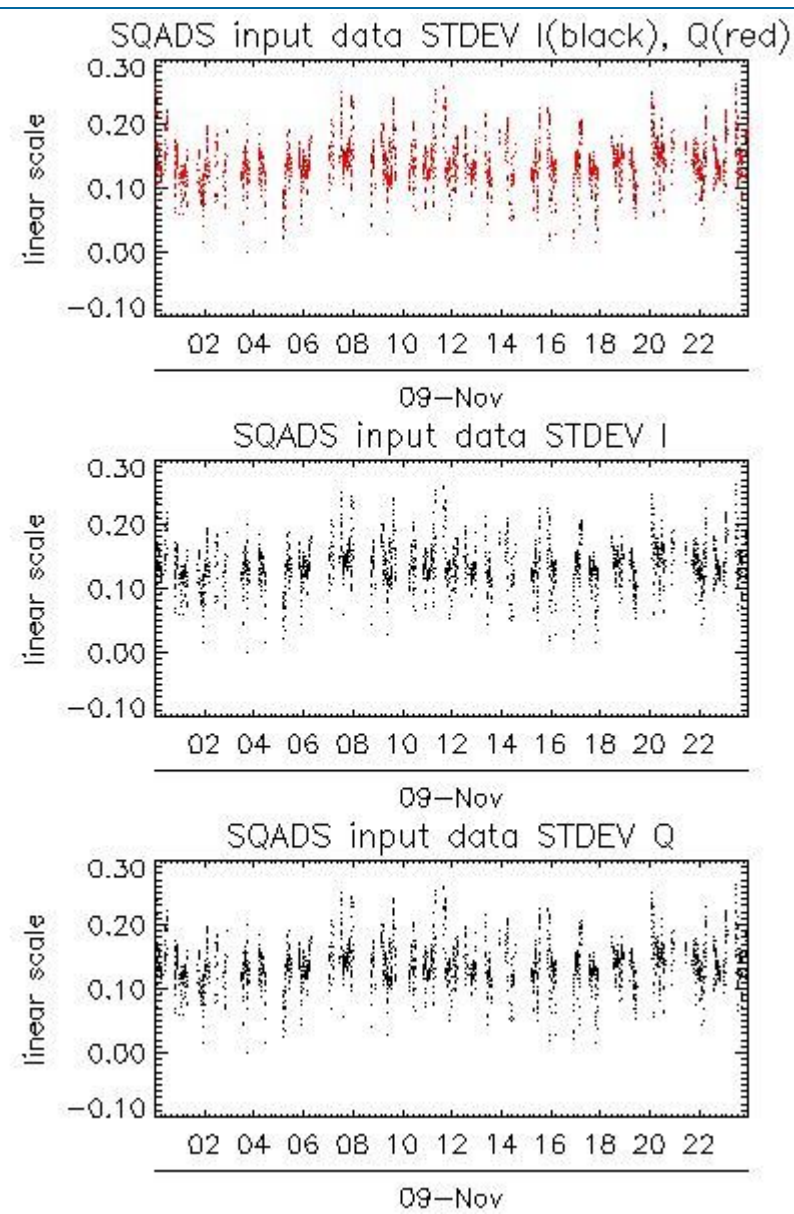 SQADS input data STDEV I(black), Q(red)
0.30
0.20
0.10
0.00
-0.10
linear scale
02 04 06 08 10 12 14 16 18 20 22
09-Nov
SQADS input data STDEV I
0.30
0.20
0.10
0.00
-0.10
linear scale
02 04 06 08 10 12 14 16 18 20 22
09-Nov
SQADS input data STDEV Q
0.30
0.20
0.10
0.00
-0.10
linear scale
02 04 06 08 10 12 14 16 18 20 22
09-Nov